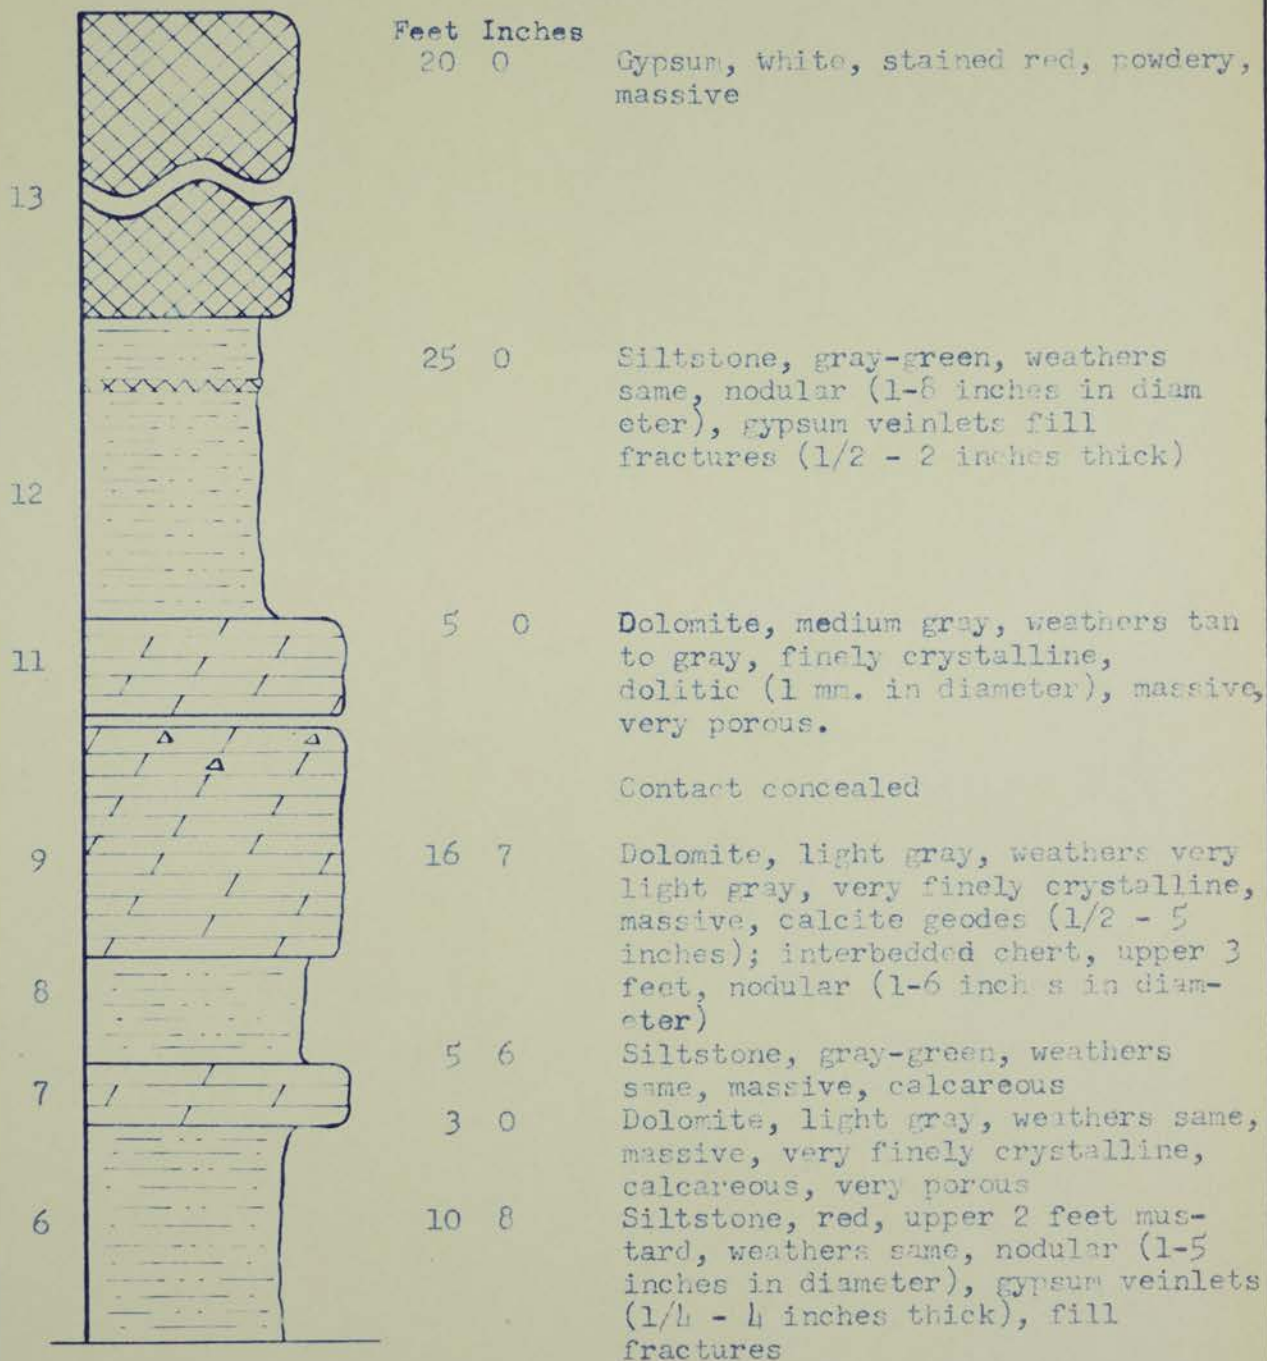 Feet Inches
20 0 Gypsum, white, stained red, powdery,
massive
13
25 0 Siltstone, gray-green, weathers
same, nodular (1-8 inches in diam
eter), gypsum veinlets fill
fractures (1/2 - 2 inches thick)
12
5 0 Dolomite, medium gray, weathers tan
11 to gray, finely crystalline,
dolitic (1 mm. in diameter), massive,
very porous.
Contact concealed
9 16 7 Dolomite, light gray, weathers very
light gray, very finely crystalline,
massive, calcite geodes (1/2 - 5
inches); interbedded chert, upper 3
8 feet, nodular (1-6 inch s in diam-
eter)
5 6 Siltstone, gray-green, weathers
7 same, massive, calcareous
3 0 Dolomite, light gray, weathers same,
massive, very finely crystalline,
calcareous, very porous
6 10 8 Siltstone, red, upper 2 feet mus-
tard, weathers same, nodular (1-5
inches in diameter), gypsum veinlets
(1/4 - 4 inches thick), fill
fractures